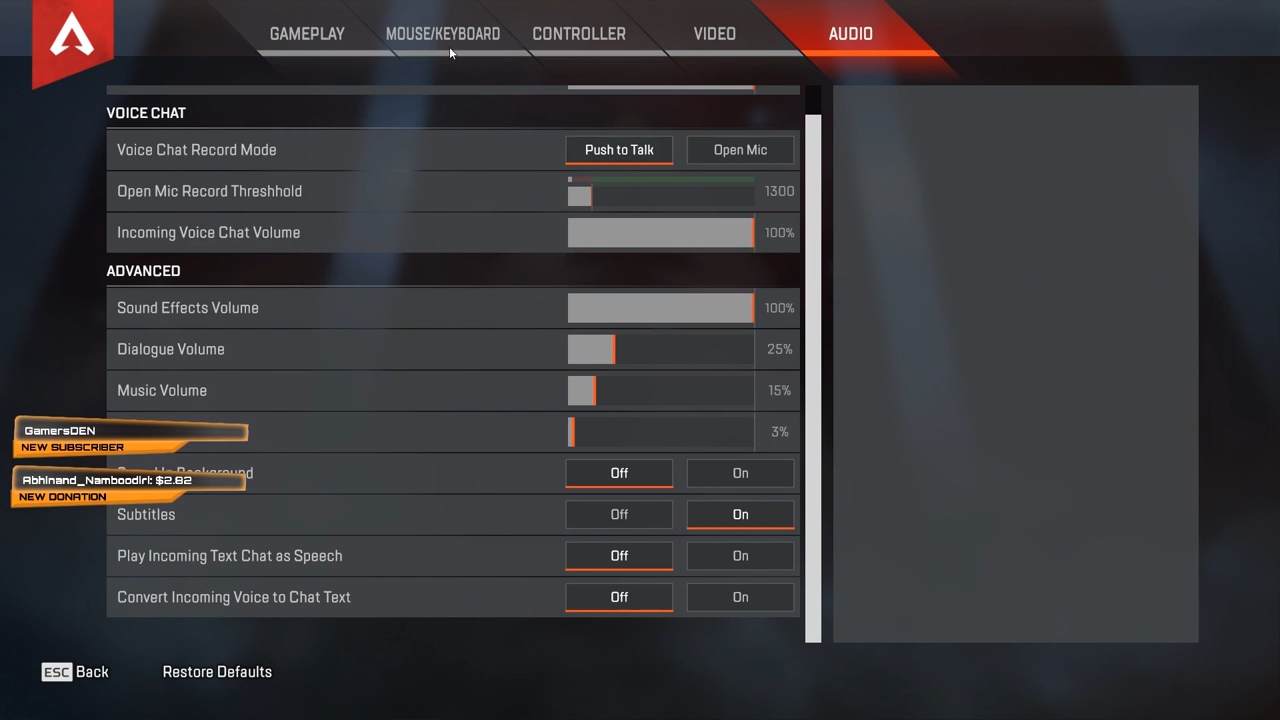 GAMEPLAY MOUSE/KEYBOARD CONTROLLER VIDEO AUDIO
VOICE CHAT
Voice Chat Record Mode Push to Talk Open Mic
Open Mic Record Threshhold 1300
Incoming Voice Chat Volume 100%
ADVANCED
Sound Effects Volume 100%
Dialogue Volume 25%
Music Volume 15%
3%
GamersDEN
NEW SUBSCRIBER
Background Off On
Abhinand_Namboodiri: $2.82
NEW DONATION
Subtitles Off On
Play Incoming Text Chat as Speech Off On
Convert Incoming Voice to Chat Text Off On
ESC Back Restore Defaults